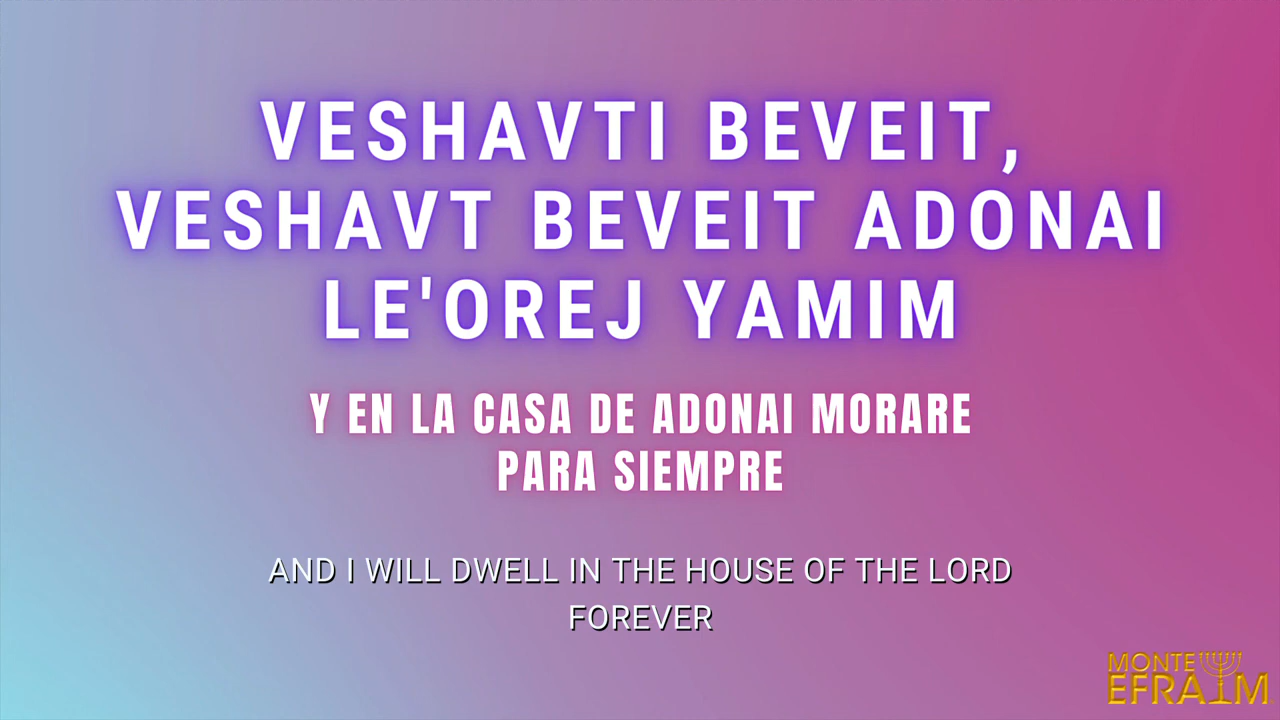 VESHAVTI BEVEIT,
VESHAVT BEVEIT ADONAI
LE'OREJ YAMIM
Y EN LA CASA DE ADONAI MORARE
PARA SIEMPRE
AND I WILL DWELL IN THE HOUSE OF THE LORD
FOREVER
MONTE
EFRAIM